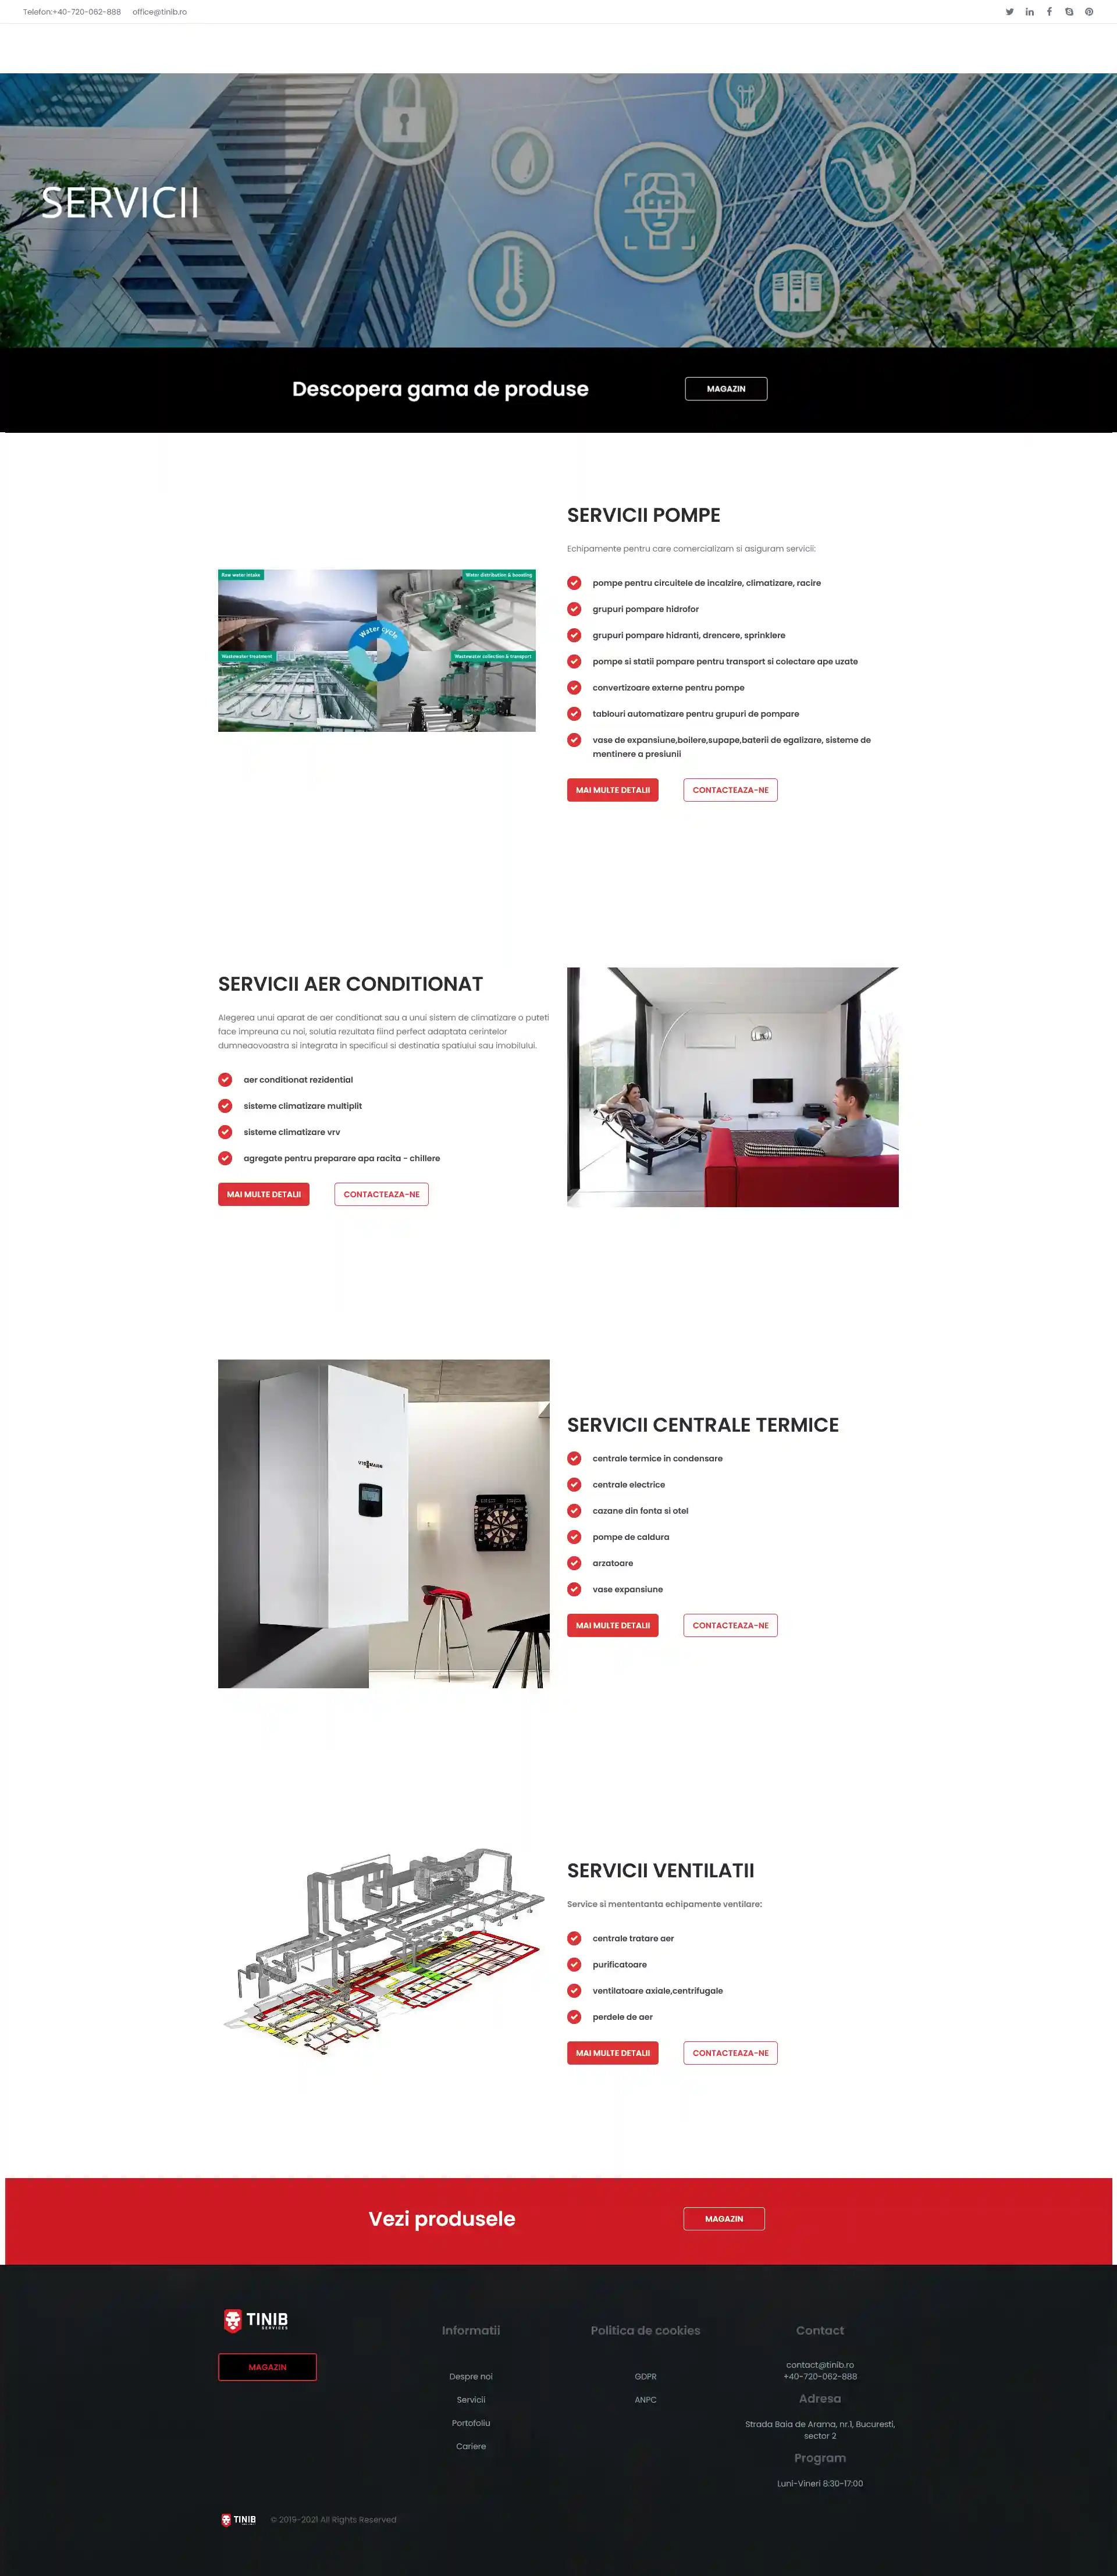 Telefon:+40-720-062-888 office@tinib.ro
SERVICII
Descopera gama de produse
MAGAZIN
SERVICII POMPE
Echipamente pentru care comercializam si asiguram servicii:
Raw water intake
Water distribution & boosting
Water cycle
Wastewater treatment
Wastewater collection & transport
pompe pentru circuitele de incalzire, climatizare, racire
grupuri pompare hidrofor
grupuri pompare hidranti, drencere, sprinklere
pompe si statii pompare pentru transport si colectare ape uzate
convertizoare externe pentru pompe
tablouri automatizare pentru grupuri de pompare
vase de expansiune,boilere,supape,baterii de egalizare, sisteme de
mentinere a presiunii
MAI MULTE DETALII CONTACTEAZA-NE
SERVICII AER CONDITIONAT
Alegerea unui aparat de aer conditionat sau a unui sistem de climatizare o puteti
face impreuna cu noi, solutia rezultata fiind perfect adaptata cerintelor
dumneaovoastra si integrata in specificul si destinatia spatiului sau imobilului.
aer conditionat rezidential
sisteme climatizare multiplit
sisteme climatizare vrv
agregate pentru preparare apa racita - chillere
MAI MULTE DETALII CONTACTEAZA-NE
VIESMANN
SERVICII CENTRALE TERMICE
centrale termice in condensare
centrale electrice
cazane din fonta si otel
pompe de caldura
arzatoare
vase expansiune
MAI MULTE DETALII CONTACTEAZA-NE
SERVICII VENTILATII
Service si mententanta echipamente ventilare:
centrale tratare aer
purificatoare
ventilatoare axiale,centrifugale
perdele de aer
MAI MULTE DETALII CONTACTEAZA-NE
Vezi produsele
MAGAZIN
TINIB
SERVICES
MAGAZIN
Informatii
Despre noi
Servicii
Portofoliu
Cariere
Politica de cookies
GDPR
ANPC
Contact
contact@tinib.ro
+40-720-062-888
Adresa
Strada Baia de Arama, nr.1, Bucuresti,
sector 2
Program
Luni-Vineri 8:30-17:00
TINIB
© 2019-2021 All Rights Reserved